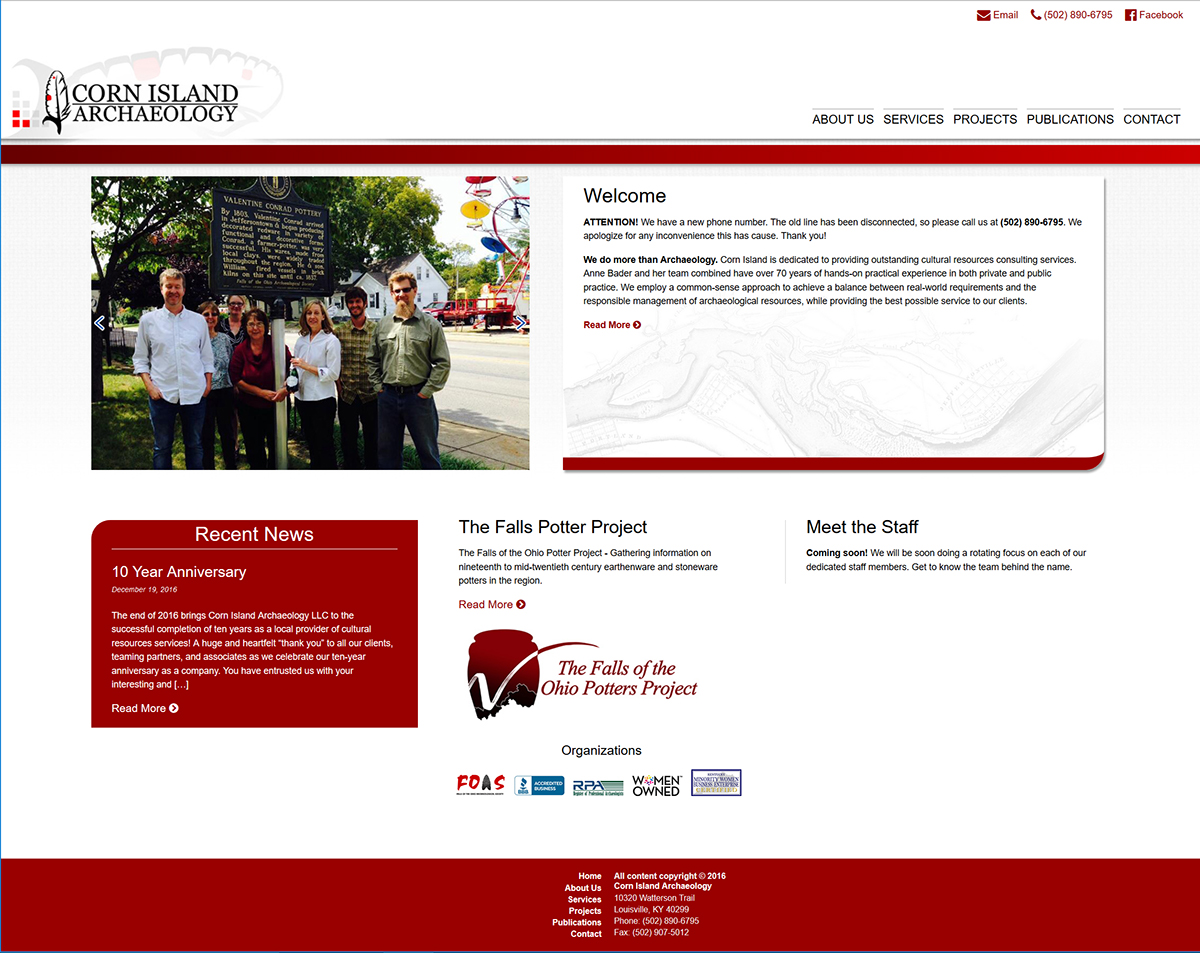 Email (502) 890-6795 Facebook
CORN ISLAND
ARCHAEOLOGY
ABOUT US SERVICES PROJECTS PUBLICATIONS CONTACT
VALENTINE CONRAD POTTERY
By 1803, Valentine Conrad arrived
in Jeffersontown & began producing
decorated redware in variety of
functional and decorative forms.
Conrad, a farmer-potter, was very
successful. His wares, made from
local clays, were widely traded
throughout the region. He & son,
William, fired vessels in brick
kilns on this site until ca. 1837.
Falls of the Ohio Archaeological Society
Welcome
ATTENTION! We have a new phone number. The old line has been disconnected, so please call us at (502) 890-6795. We
apologize for any inconvenience this has cause. Thank you!
We do more than Archaeology. Corn Island is dedicated to providing outstanding cultural resources consulting services.
Anne Bader and her team combined have over 70 years of hands-on practical experience in both private and public
practice. We employ a common-sense approach to achieve a balance between real-world requirements and the
responsible management of archaeological resources, while providing the best possible service to our clients.
Read More
Recent News
10 Year Anniversary
December 19, 2016
The end of 2016 brings Corn Island Archaeology LLC to the
successful completion of ten years as a local provider of cultural
resources services! A huge and heartfelt “thank you” to all our clients,
teaming partners, and associates as we celebrate our ten-year
anniversary as a company. You have entrusted us with your
interesting and […]
Read More
The Falls Potter Project
The Falls of the Ohio Potter Project - Gathering information on
nineteenth to mid-twentieth century earthenware and stoneware
potters in the region.
Read More
The Falls of the
Ohio Potters Project
Meet the Staff
Coming soon! We will be soon doing a rotating focus on each of our
dedicated staff members. Get to know the team behind the name.
Organizations
FOAS
BBB
ACCREDITED
BUSINESS
RPA
Register of Professional Archaeologists
WOMEN
OWNED
MINORITY WOMEN
BUSINESS ENTERPRISE
CERTIFIED
Home
About Us
Services
Projects
Publications
Contact
All content copyright © 2016
Corn Island Archaeology
10320 Watterson Trail
Louisville, KY 40299
Phone: (502) 890-6795
Fax: (502) 907-5012